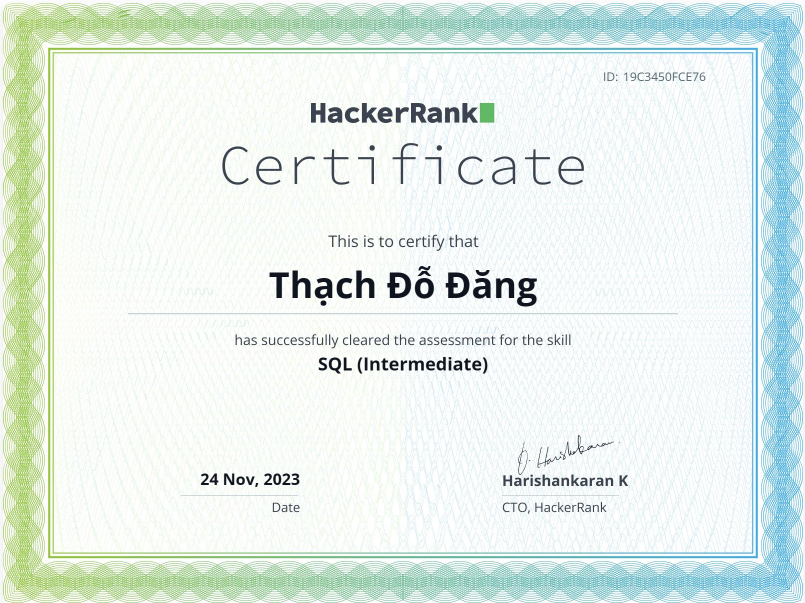 ID: 19C3450FCE76
HackerRank
Certificate
This is to certify that
Thạch Đỗ Đăng
has successfully cleared the assessment for the skill
SQL (Intermediate)
D. Harishankaran
24 Nov, 2023
Harishankaran K
Date
CTO, HackerRank